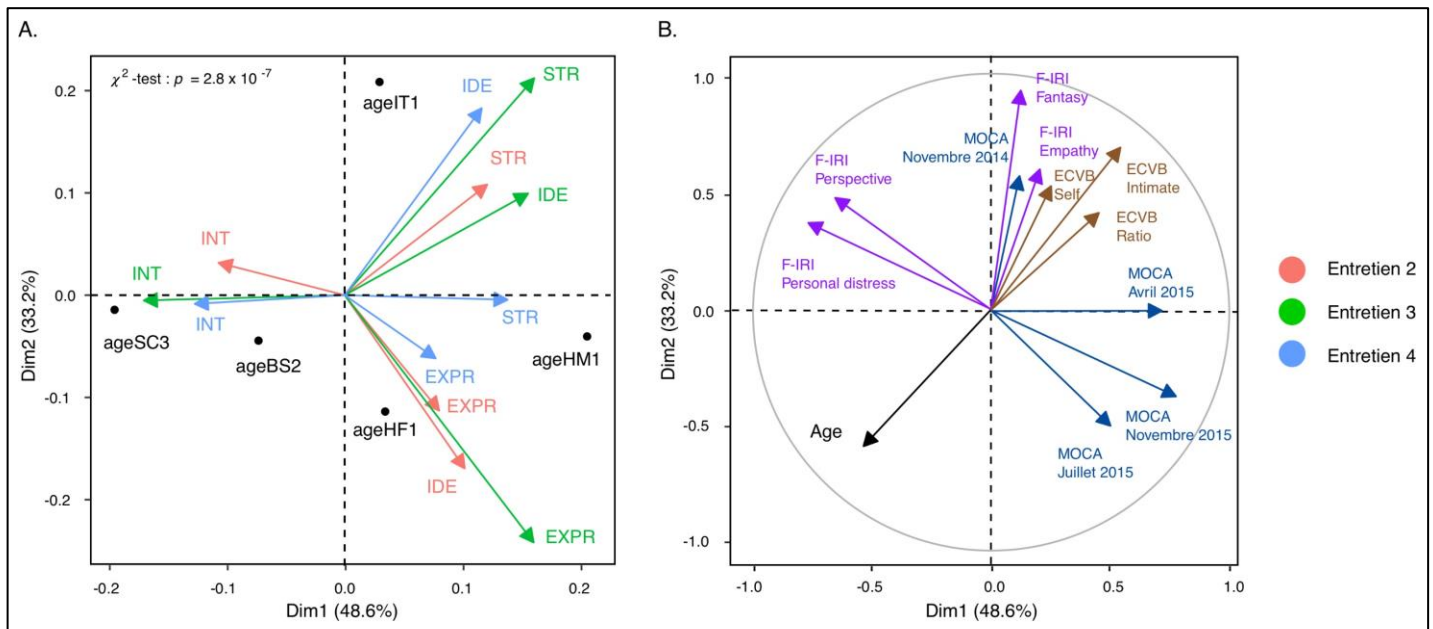 A.
χ² -test : p = 2.8 x 10 -7
STR
IDE
ageIT1
STR
IDE
INT
INT
INT
STR
ageSC3
ageBS2
ageHM1
EXPR
EXPR
ageHF1
IDE
EXPR
0.2
0.1
0.0
-0.1
-0.2
Dim2 (33.2%)
-0.2
-0.1
0.0
0.1
0.2
Dim1 (48.6%)
B.
F-IRI
Fantasy
MOCA
Novembre 2014
F-IRI
Empathy
F-IRI
Perspective
ECVB
Self
ECVB
Intimate
ECVB
Ratio
F-IRI
Personal distress
MOCA
Avril 2015
MOCA
Novembre 2015
MOCA
Juillet 2015
Age
1.0
0.5
0.0
-0.5
-1.0
Dim2 (33.2%)
-1.0
-0.5
0.0
0.5
1.0
Dim1 (48.6%)
Entretien 2
Entretien 3
Entretien 4